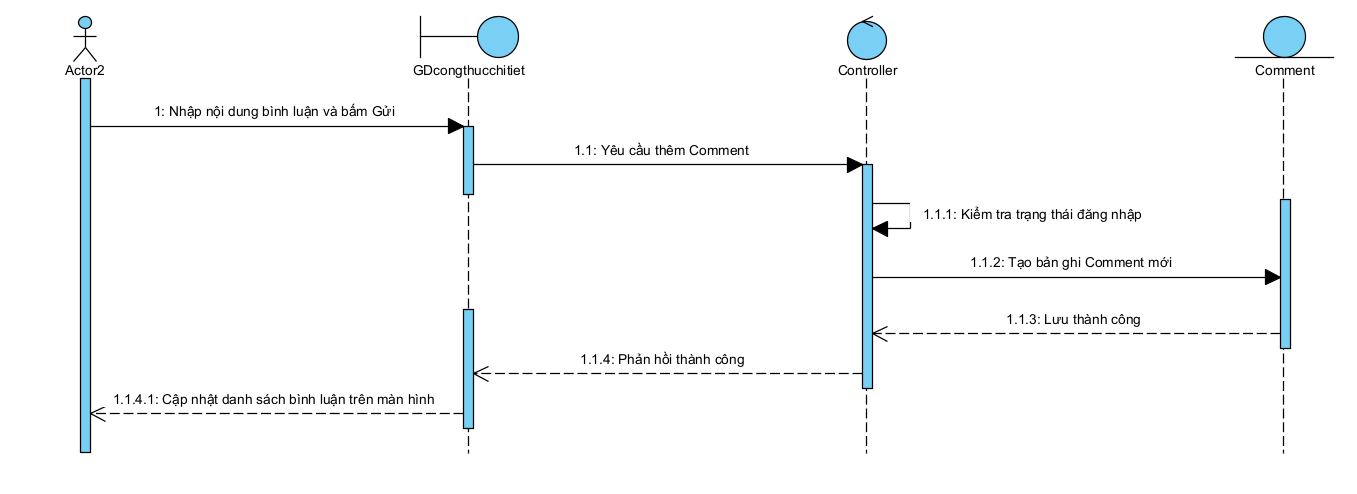 Actor2
GDcongthucchitiet
Controller
Comment
1: Nhập nội dung bình luận và bấm Gửi
1.1: Yêu cầu thêm Comment
1.1.1: Kiểm tra trạng thái đăng nhập
1.1.2: Tạo bản ghi Comment mới
1.1.3: Lưu thành công
1.1.4: Phản hồi thành công
1.1.4.1: Cập nhật danh sách bình luận trên màn hình